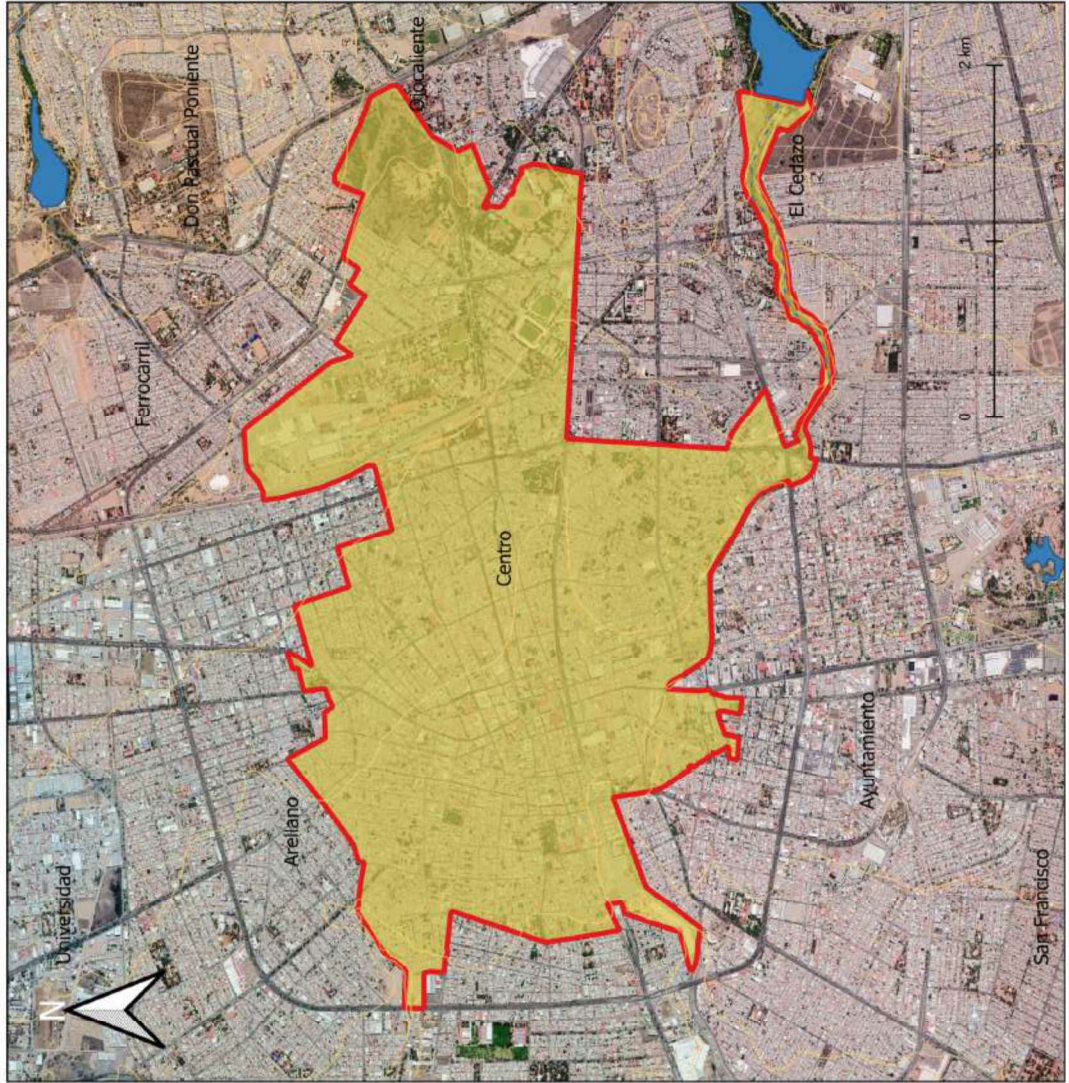 N
Universidad
Ferrocarril
Don Pascual Poniente
Arellano
Ojocaliente
Centro
El Cedazo
Ayuntamiento
0 1 2 km
San Francisco